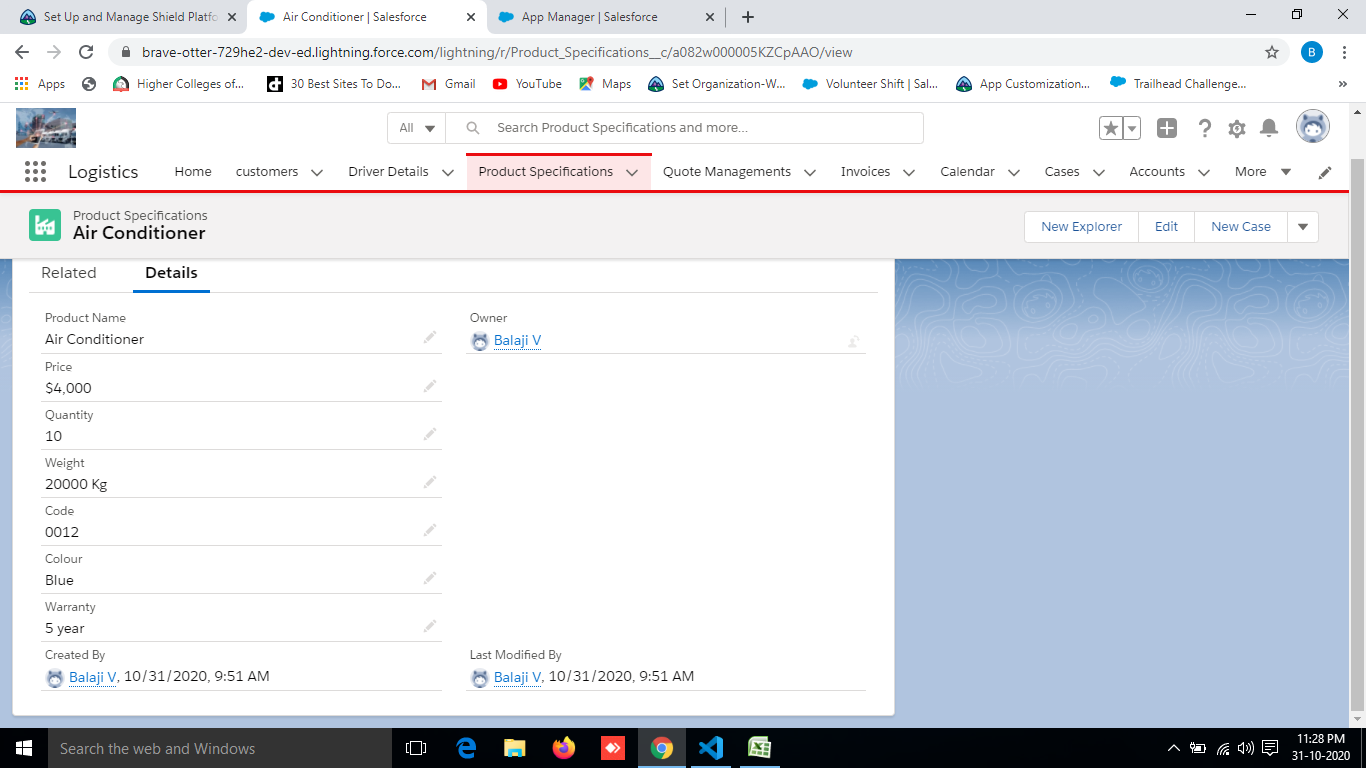 Set Up and Manage Shield Platfo
Air Conditioner | Salesforce
App Manager | Salesforce
brave-otter-729he2-dev-ed.lightning.force.com/lightning/r/Product_Specifications__c/a082w000005KZCpAAO/view
B
Apps
Higher Colleges of...
30 Best Sites To Do...
Gmail
YouTube
Maps
Set Organization-W...
Volunteer Shift | Sal...
App Customization...
Trailhead Challenge...
»
All
Search Product Specifications and more...
Logistics
Home
customers
Driver Details
Product Specifications
Quote Managements
Invoices
Calendar
Cases
Accounts
More
Product Specifications
Air Conditioner
New Explorer
Edit
New Case
Related
Details
Product Name
Air Conditioner
Owner
Balaji V
Price
$4,000
Quantity
10
Weight
20000 Kg
Code
0012
Colour
Blue
Warranty
5 year
Created By
Balaji V, 10/31/2020, 9:51 AM
Last Modified By
Balaji V, 10/31/2020, 9:51 AM
Search the web and Windows
11:28 PM
31-10-2020